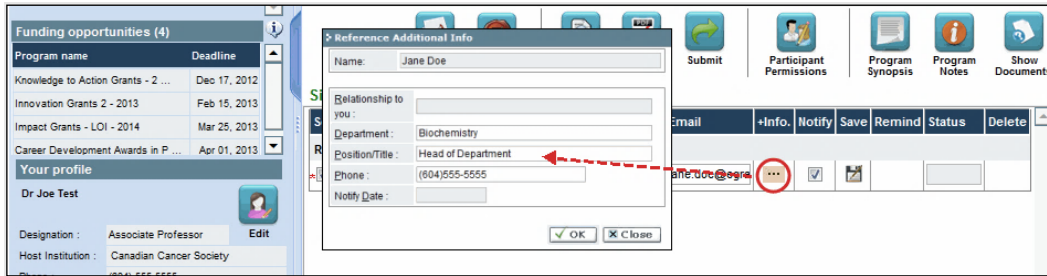 Funding opportunities (4)
Program name Deadline
Knowledge to Action Grants - 2 ... Dec 17, 2012
Innovation Grants 2 - 2013 Feb 15, 2013
Impact Grants - LOI - 2014 Mar 25, 2013
Career Development Awards in P ... Apr 01, 2013
Your profile
Dr Joe Test
Edit
Designation : Associate Professor
Host Institution : Canadian Cancer Society
Reference Additional Info
Name: Jane Doe
Relationship to you :
Department : Biochemistry
Position/Title : Head of Department
Phone : (604)555-5555
Notify Date :
OK Close
PDF
Submit
Participant Permissions
Program Synopsis
Program Notes
Show
Email +Info. Notify Save Remind Status Delete
...